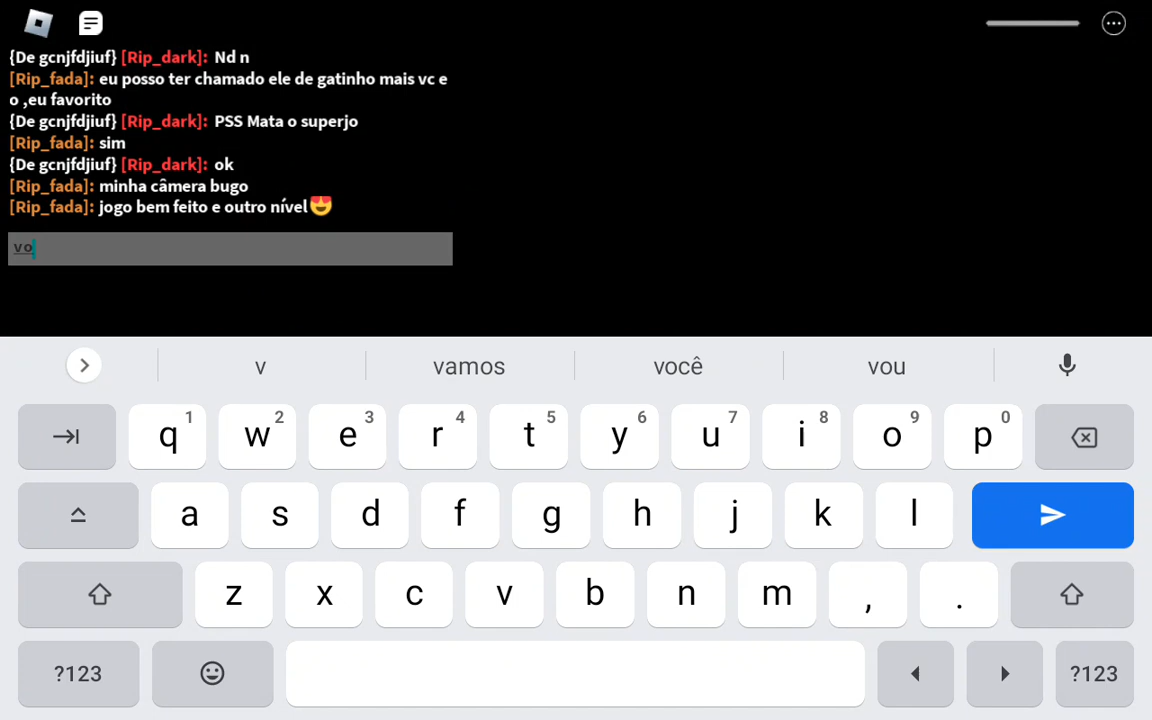 {De gcnjfdjiuf} [Rip_dark]: Nd n
[Rip_fada]: eu posso ter chamado ele de gatinho mais vc e
o ,eu favorito
{De gcnjfdjiuf} [Rip_dark]: PSS Mata o superjo
[Rip_fada]: sim
{De gcnjfdjiuf} [Rip_dark]: ok
[Rip_fada]: minha câmera bugo
[Rip_fada]: jogo bem feito e outro nível😍
vo
v vamos você vou
q 1 w 2 e 3 r 4 t 5 y 6 u 7 i 8 o 9 p 0
a s d f g h j k l
z x c v b n m , .
?123 ?123